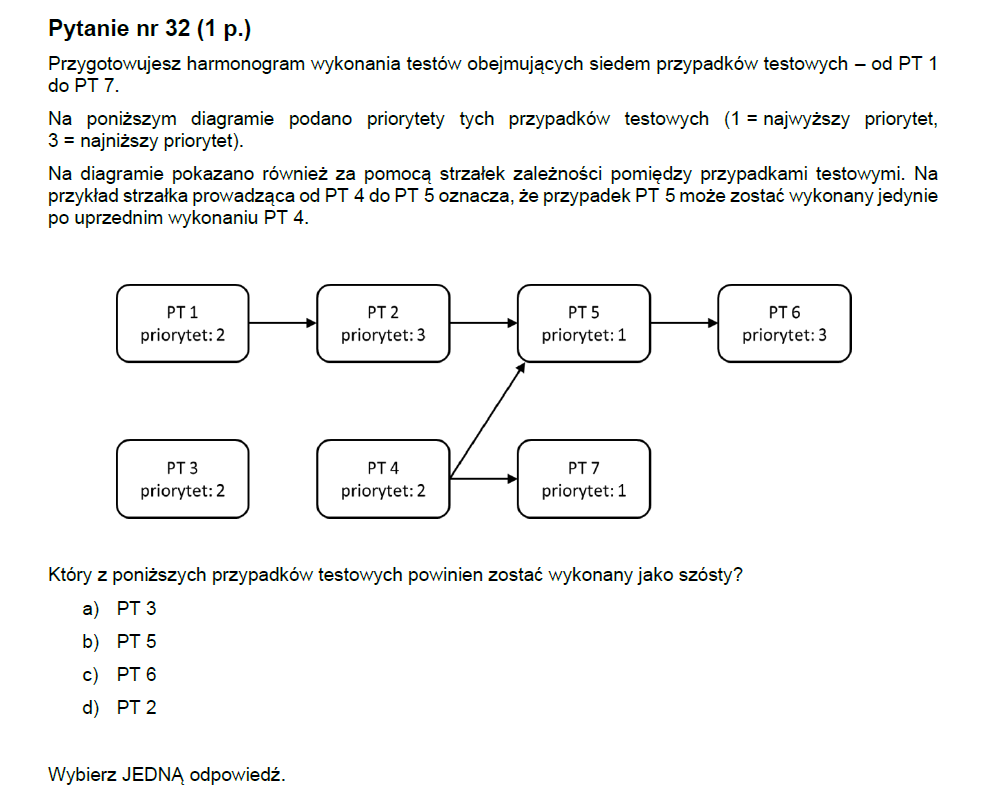 Pytanie nr 32 (1 p.)
Przygotowujesz harmonogram wykonania testów obejmujących siedem przypadków testowych – od PT 1
do PT 7.
Na poniższym diagramie podano priorytety tych przypadków testowych (1 = najwyższy priorytet,
3 = najniższy priorytet).
Na diagramie pokazano również za pomocą strzałek zależności pomiędzy przypadkami testowymi. Na
przykład strzałka prowadząca od PT 4 do PT 5 oznacza, że przypadek PT 5 może zostać wykonany jedynie
po uprzednim wykonaniu PT 4.
PT 1
priorytet: 2
PT 2
priorytet: 3
PT 5
priorytet: 1
PT 6
priorytet: 3
PT 3
priorytet: 2
PT 4
priorytet: 2
PT 7
priorytet: 1
Który z poniższych przypadków testowych powinien zostać wykonany jako szósty?
a) PT 3
b) PT 5
c) PT 6
d) PT 2
Wybierz JEDNĄ odpowiedź.